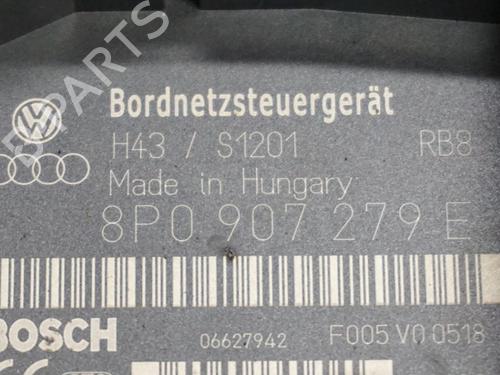 Bordnetzsteuergerät
H43 / S1201 RB8
Made in Hungary
8P0 907 279 E
BOSCH 06627942 F005 V0 0518